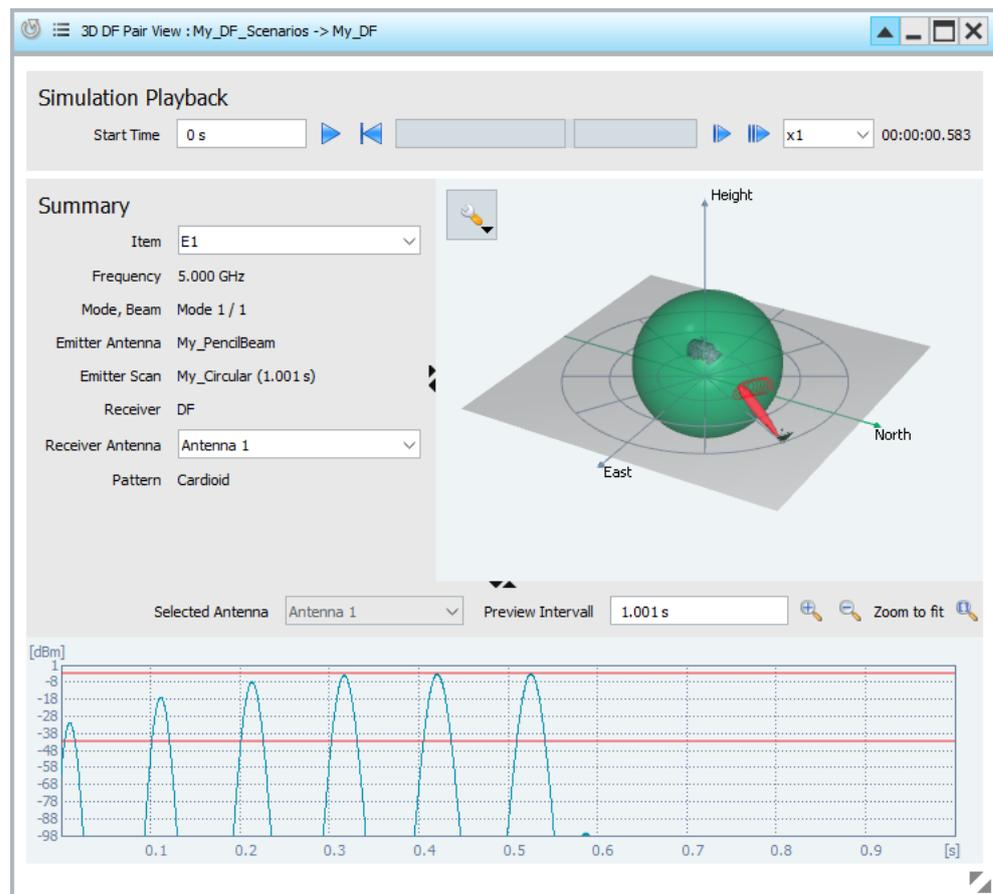 3D DF Pair View : My_DF_Scenarios -> My_DF
Simulation Playback
Start Time 0 s x1 00:00:00.583
Summary
Item E1
Frequency 5.000 GHz
Mode, Beam Mode 1 / 1
Emitter Antenna My_PencilBeam
Emitter Scan My_Circular (1.001 s)
Receiver DF
Receiver Antenna Antenna 1
Pattern Cardioid
Height
North
East
Selected Antenna Antenna 1 Preview Intervall 1.001 s Zoom to fit
[dBm]
1
-8
-18
-28
-38
-48
-58
-68
-78
-88
-98
0.1 0.2 0.3 0.4 0.5 0.6 0.7 0.8 0.9 [s]